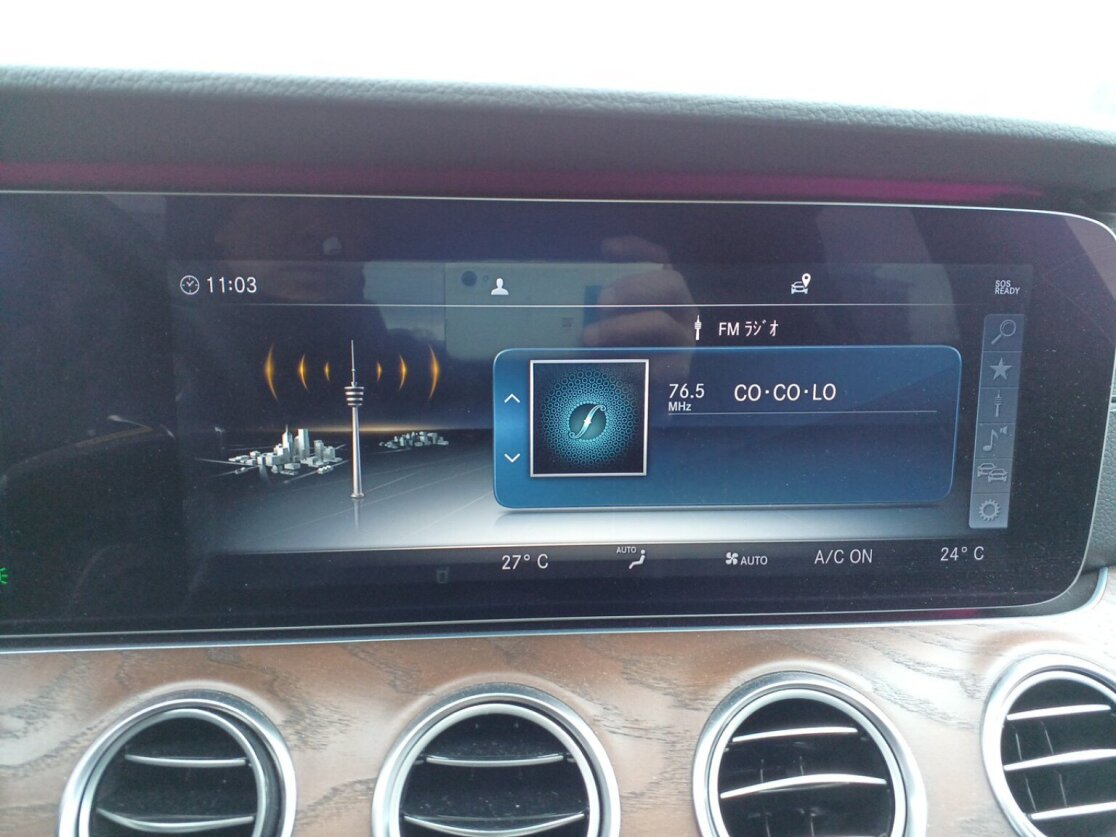 11:03
SOS
READY
FM ラジオ
76.5
MHz
CO·CO·LO
27°C
AUTO
AUTO
A/C ON
24°C